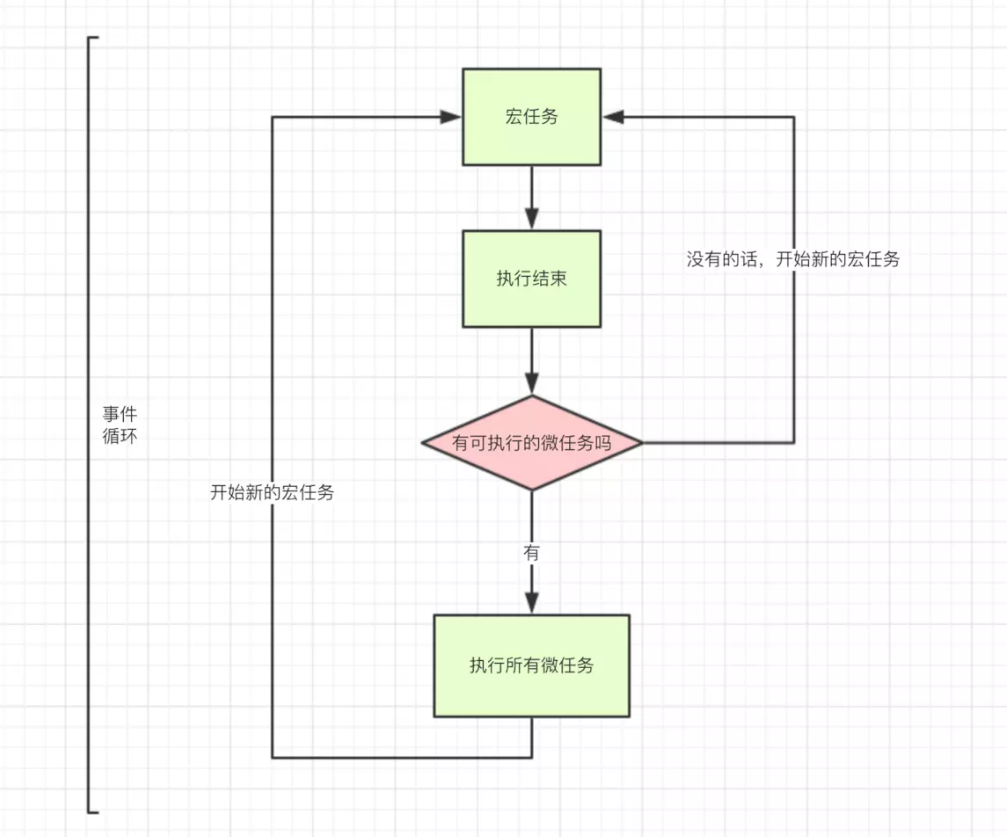 宏任务
执行结束
没有的话，开始新的宏任务
事件
循环
有可执行的微任务吗
开始新的宏任务
有
执行所有微任务